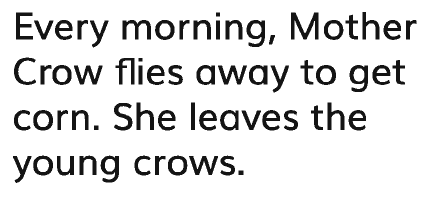 Every morning, Mother
Crow flies away to get
corn. She leaves the
young crows.